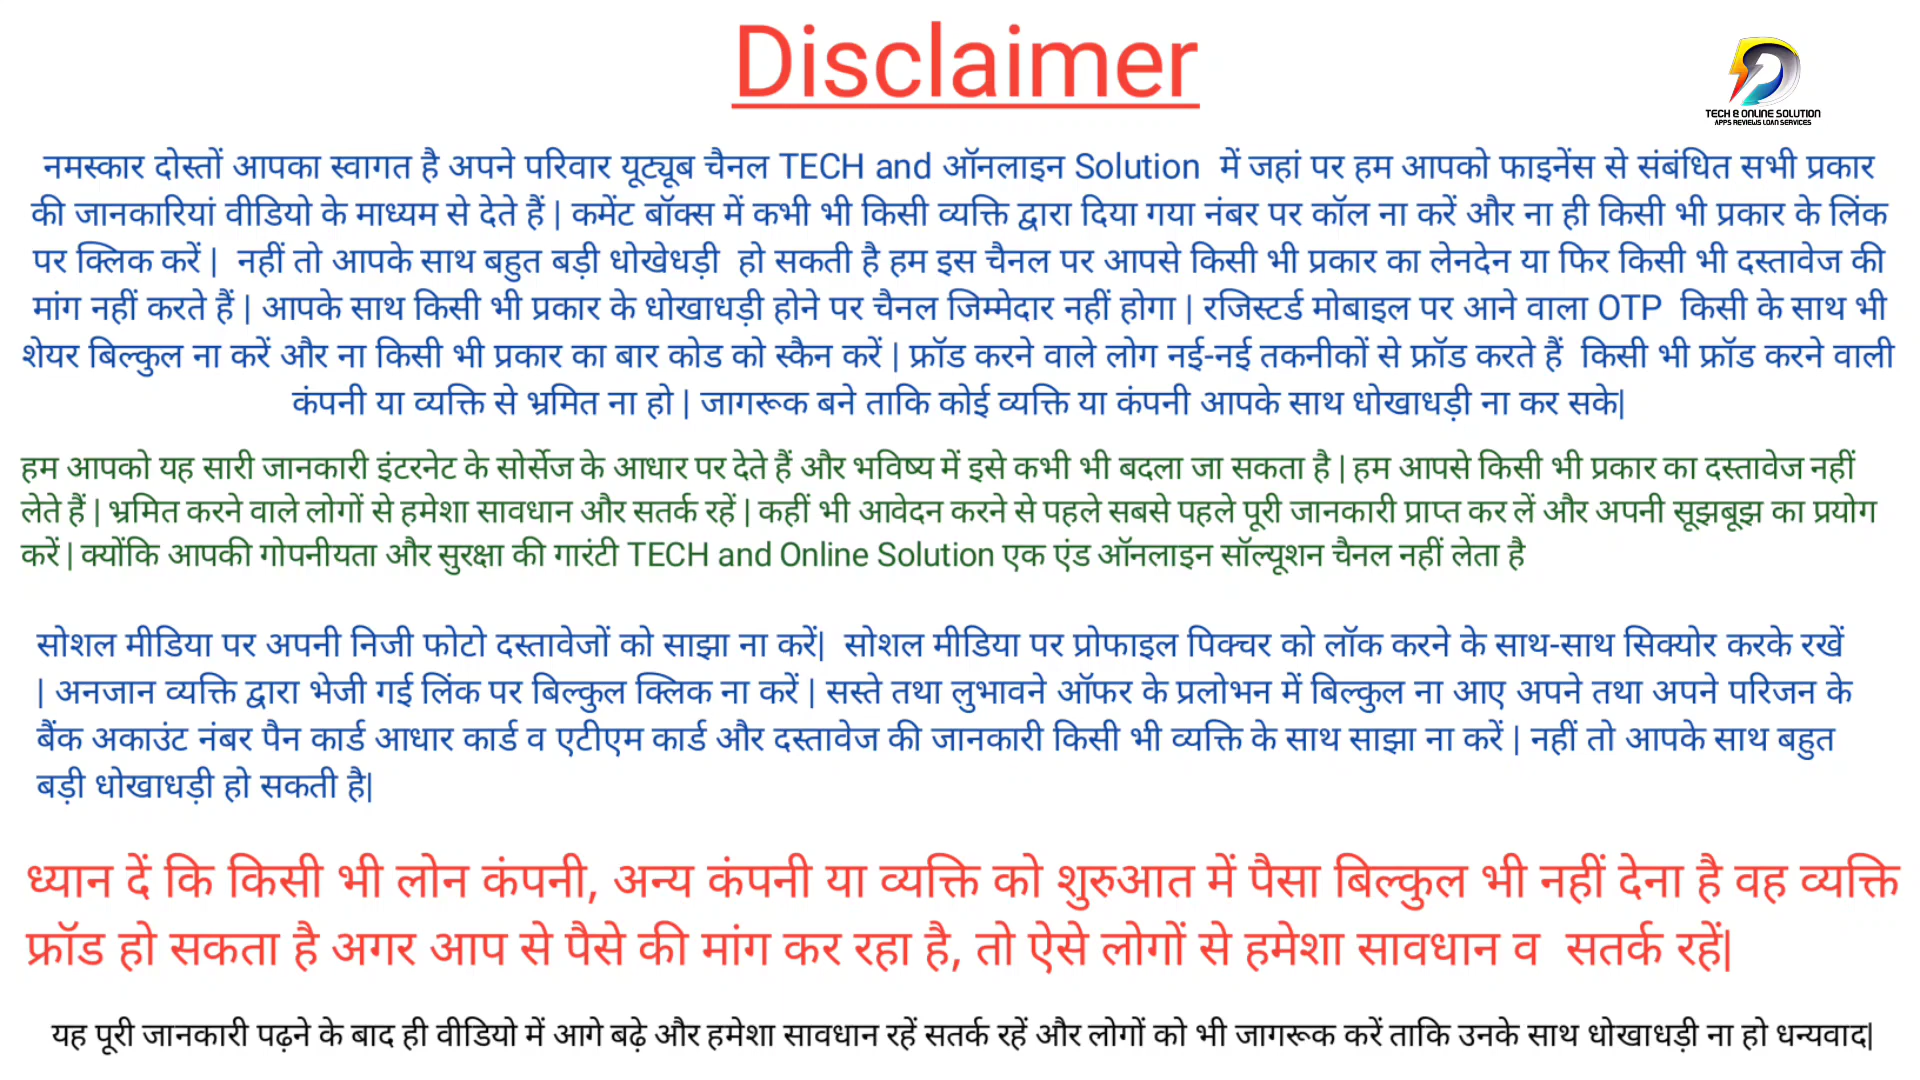 Disclaimer
TECH & ONLINE SOLUTION
APPS REVIEWS LOAN SERVICES
नमस्कार दोस्तों आपका स्वागत है अपने परिवार यूट्यूब चैनल TECH and ऑनलाइन Solution में जहां पर हम आपको फाइनेंस से संबंधित सभी प्रकार
की जानकारियां वीडियो के माध्यम से देते हैं | कमेंट बॉक्स में कभी भी किसी व्यक्ति द्वारा दिया गया नंबर पर कॉल ना करें और ना ही किसी भी प्रकार के लिंक
पर क्लिक करें | नहीं तो आपके साथ बहुत बड़ी धोखेधड़ी हो सकती है हम इस चैनल पर आपसे किसी भी प्रकार का लेनदेन या फिर किसी भी दस्तावेज की
मांग नहीं करते हैं | आपके साथ किसी भी प्रकार के धोखाधड़ी होने पर चैनल जिम्मेदार नहीं होगा | रजिस्टर्ड मोबाइल पर आने वाला OTP किसी के साथ भी
शेयर बिल्कुल ना करें और ना किसी भी प्रकार का बार कोड को स्कैन करें | फ्रॉड करने वाले लोग नई-नई तकनीकों से फ्रॉड करते हैं किसी भी फ्रॉड करने वाली
कंपनी या व्यक्ति से भ्रमित ना हो | जागरूक बने ताकि कोई व्यक्ति या कंपनी आपके साथ धोखाधड़ी ना कर सके|
हम आपको यह सारी जानकारी इंटरनेट के सोर्सेज के आधार पर देते हैं और भविष्य में इसे कभी भी बदला जा सकता है | हम आपसे किसी भी प्रकार का दस्तावेज नहीं
लेते हैं | भ्रमित करने वाले लोगों से हमेशा सावधान और सतर्क रहें | कहीं भी आवेदन करने से पहले सबसे पहले पूरी जानकारी प्राप्त कर लें और अपनी सूझबूझ का प्रयोग
करें | क्योंकि आपकी गोपनीयता और सुरक्षा की गारंटी TECH and Online Solution एक एंड ऑनलाइन सॉल्यूशन चैनल नहीं लेता है
सोशल मीडिया पर अपनी निजी फोटो दस्तावेजों को साझा ना करें| सोशल मीडिया पर प्रोफाइल पिक्चर को लॉक करने के साथ-साथ सिक्योर करके रखें
| अनजान व्यक्ति द्वारा भेजी गई लिंक पर बिल्कुल क्लिक ना करें | सस्ते तथा लुभावने ऑफर के प्रलोभन में बिल्कुल ना आए अपने तथा अपने परिजन के
बैंक अकाउंट नंबर पैन कार्ड आधार कार्ड व एटीएम कार्ड और दस्तावेज की जानकारी किसी भी व्यक्ति के साथ साझा ना करें | नहीं तो आपके साथ बहुत
बड़ी धोखाधड़ी हो सकती है|
ध्यान दें कि किसी भी लोन कंपनी, अन्य कंपनी या व्यक्ति को शुरुआत में पैसा बिल्कुल भी नहीं देना है वह व्यक्ति
फ्रॉड हो सकता है अगर आप से पैसे की मांग कर रहा है, तो ऐसे लोगों से हमेशा सावधान व सतर्क रहें|
यह पूरी जानकारी पढ़ने के बाद ही वीडियो में आगे बढ़े और हमेशा सावधान रहें सतर्क रहें और लोगों को भी जागरूक करें ताकि उनके साथ धोखाधड़ी ना हो धन्यवाद|